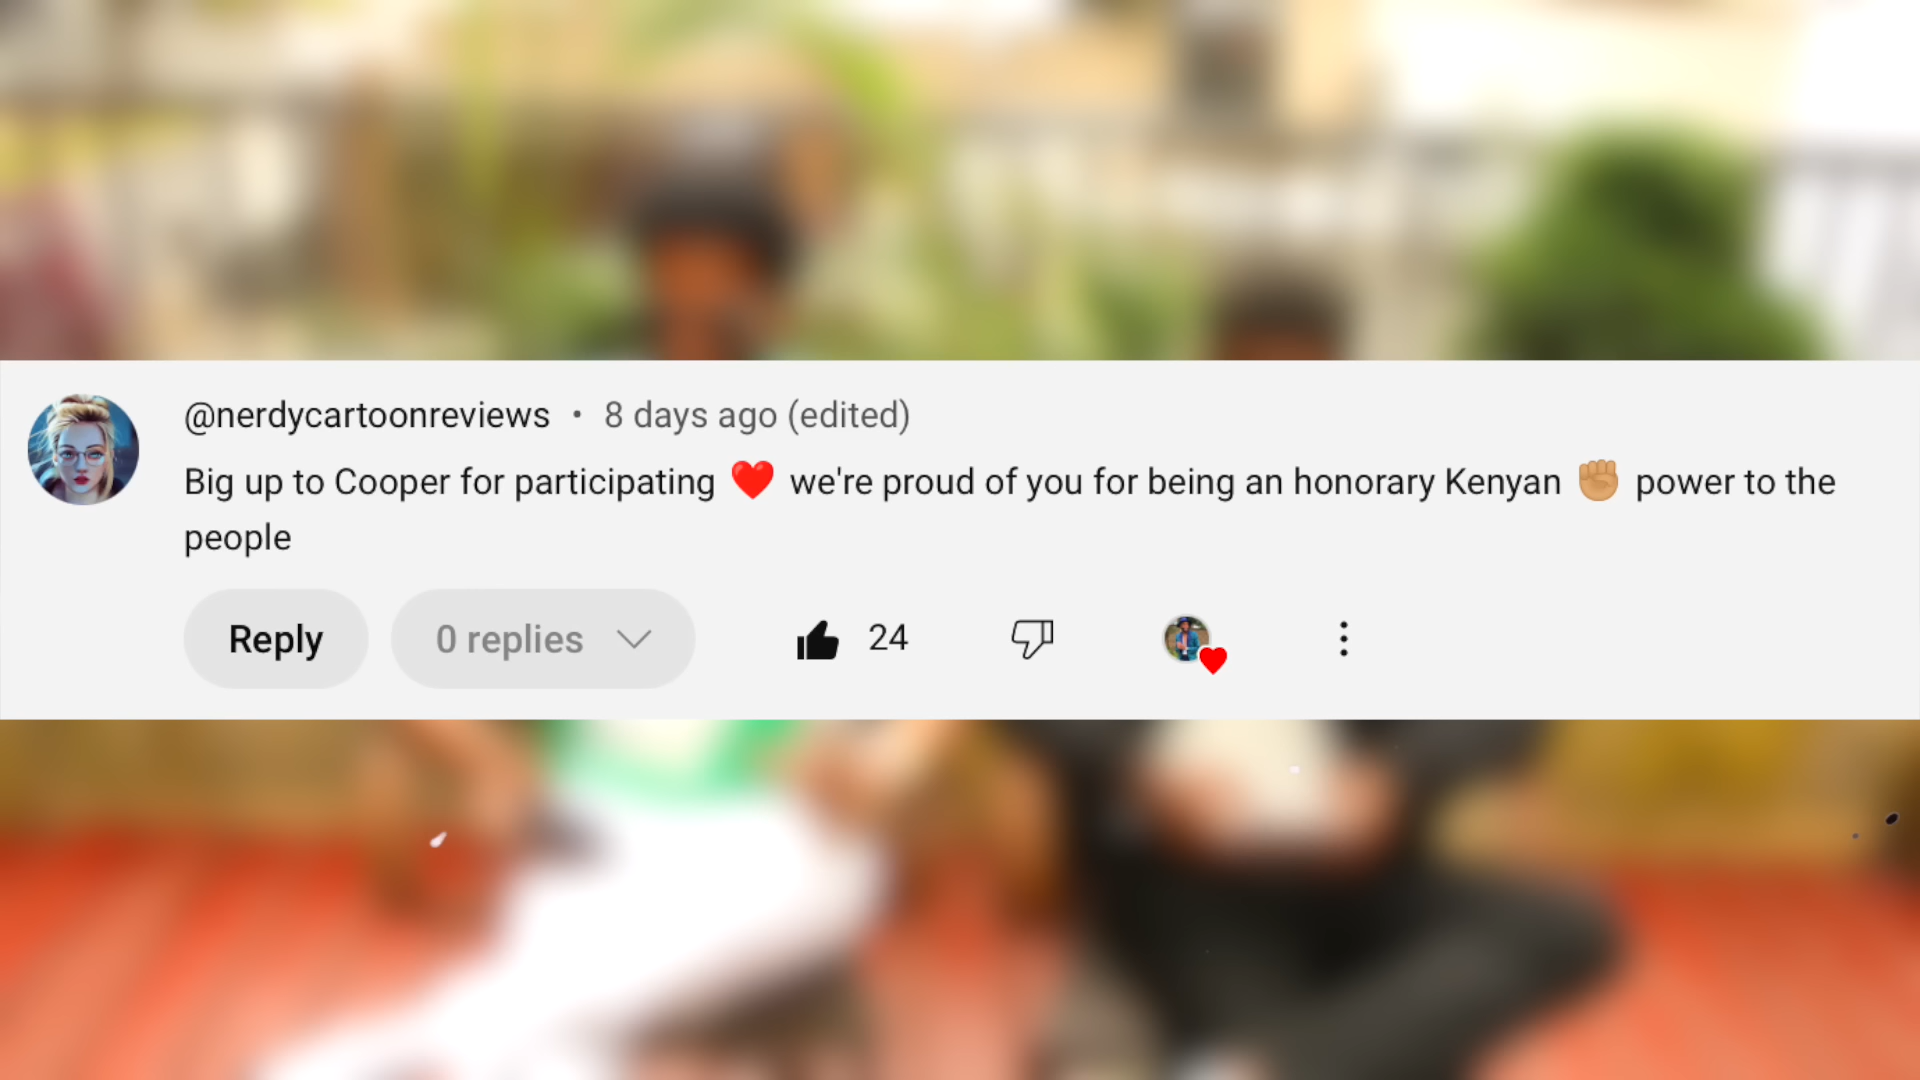 @nerdycartoonreviews • 8 days ago (edited)
Big up to Cooper for participating ❤️ we're proud of you for being an honorary Kenyan ✊🏽 power to the
people
Reply 0 replies 24